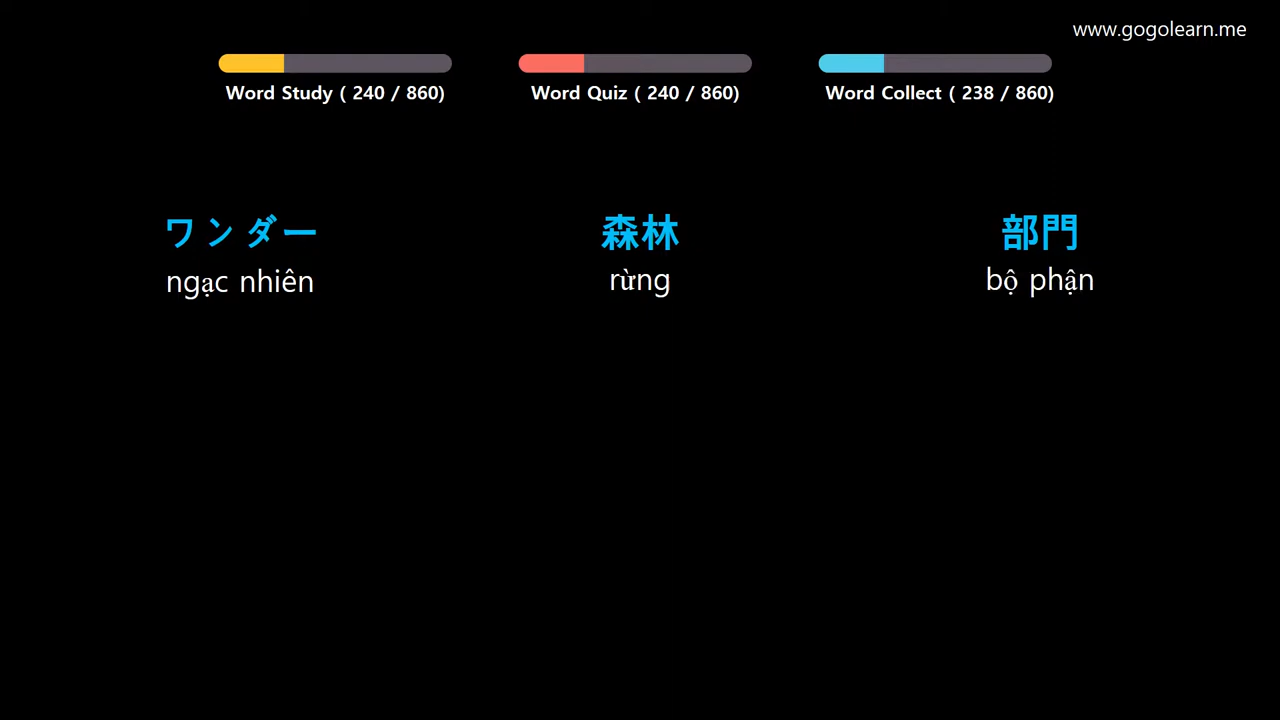 www.gogolearn.me
Word Study ( 240 / 860)
Word Quiz ( 240 / 860)
Word Collect ( 238 / 860)
ワンダー
ngạc nhiên
森林
rừng
部門
bộ phận